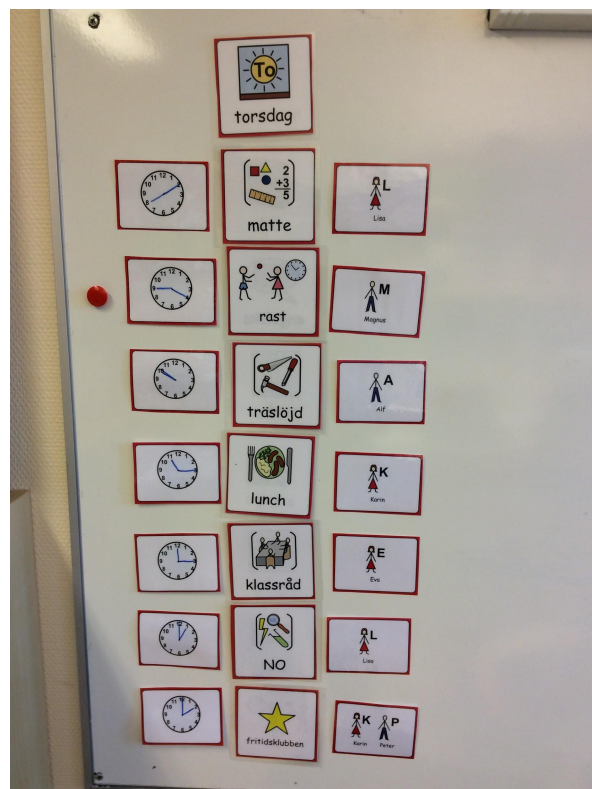 To
torsdag
2
+3
5
matte
L
Lisa
rast
M
Magnus
träslöjd
A
Alf
lunch
K
Karin
klassråd
E
Eva
NO
L
Lisa
fritidsklubben
K P
Karin Peter